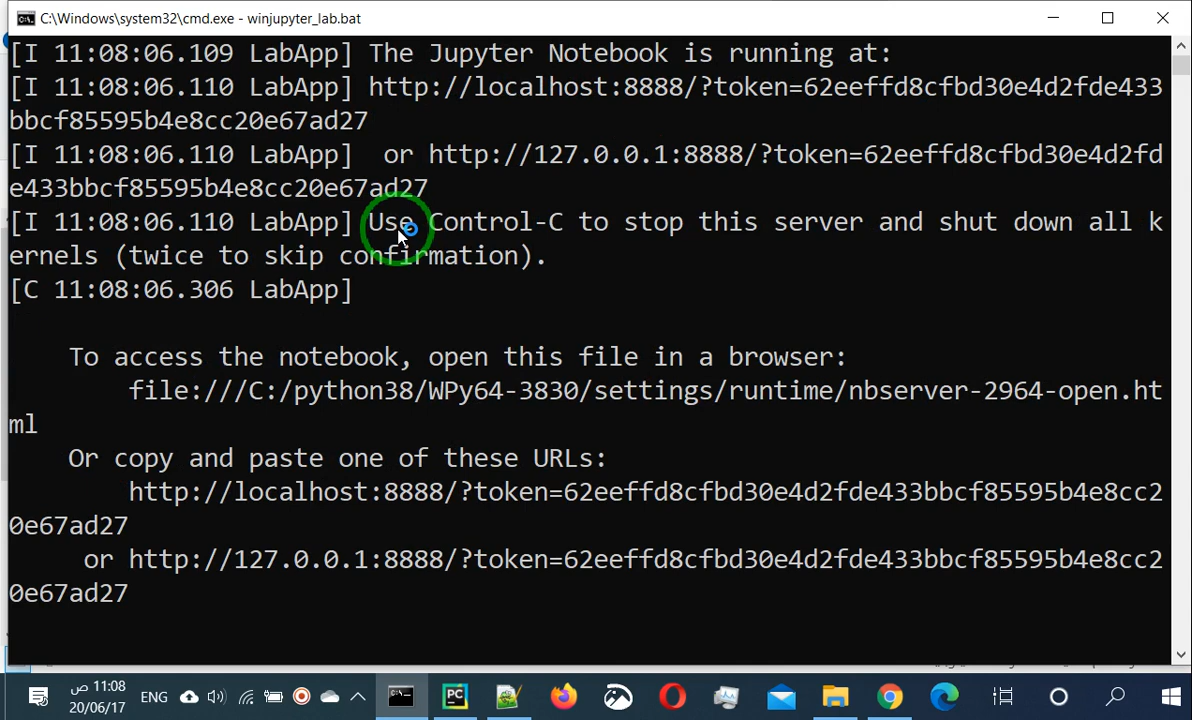 C:\Windows\system32\cmd.exe - winjupyter_lab.bat
[I 11:08:06.109 LabApp] The Jupyter Notebook is running at:
[I 11:08:06.110 LabApp] http://localhost:8888/?token=62eeffd8cfbd30e4d2fde433
bbcf85595b4e8cc20e67ad27
[I 11:08:06.110 LabApp]  or http://127.0.0.1:8888/?token=62eeffd8cfbd30e4d2fd
e433bbcf85595b4e8cc20e67ad27
[I 11:08:06.110 LabApp] Use Control-C to stop this server and shut down all k
ernels (twice to skip confirmation).
[C 11:08:06.306 LabApp]
To access the notebook, open this file in a browser:
file:///C:/python38/WPy64-3830/settings/runtime/nbserver-2964-open.ht
ml
Or copy and paste one of these URLs:
http://localhost:8888/?token=62eeffd8cfbd30e4d2fde433bbcf85595b4e8cc2
0e67ad27
or http://127.0.0.1:8888/?token=62eeffd8cfbd30e4d2fde433bbcf85595b4e8cc2
0e67ad27
11:08 ص
20/06/17
ENG
PC